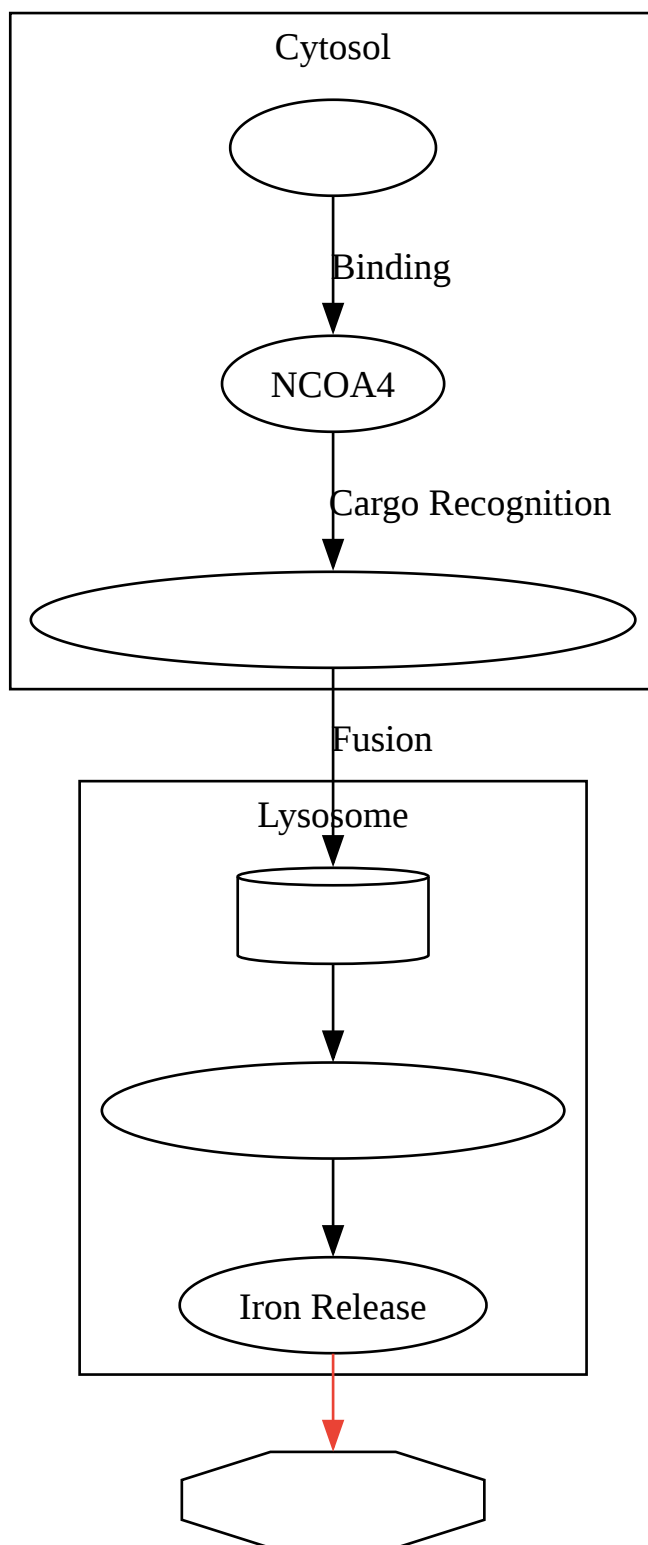 Cytosol
Binding
NCOA4
Cargo Recognition
Fusion
Lysosome
Iron Release